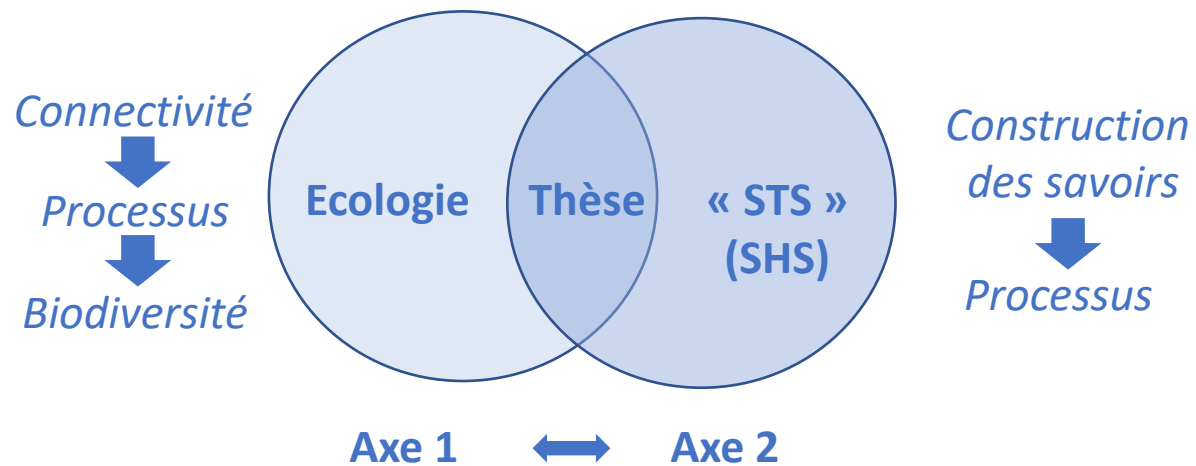 Connectivité
Processus
Biodiversité
Ecologie
Thèse
« STS »
(SHS)
Construction
des savoirs
Processus
Axe 1
Axe 2